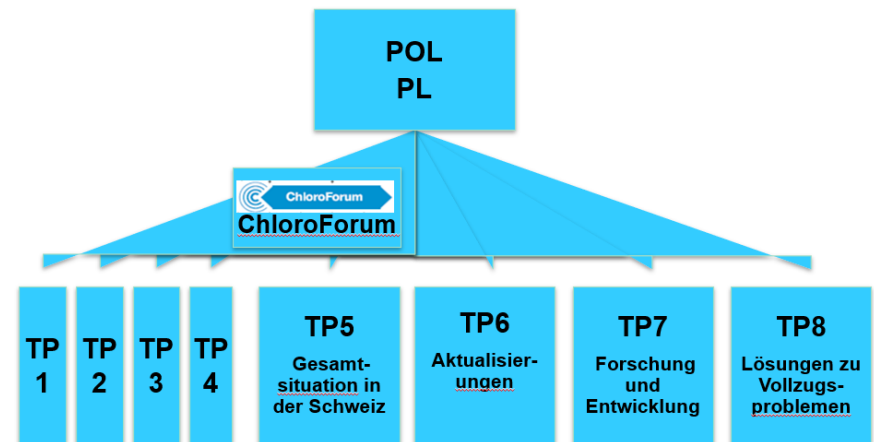 POL
PL
ChloroForum
ChloroForum
TP
1
TP
2
TP
3
TP
4
TP5
Gesamt-
situation in
der Schweiz
TP6
Aktualisier-
ungen
TP7
Forschung
und
Entwicklung
TP8
Lösungen zu
Vollzugs-
problemen